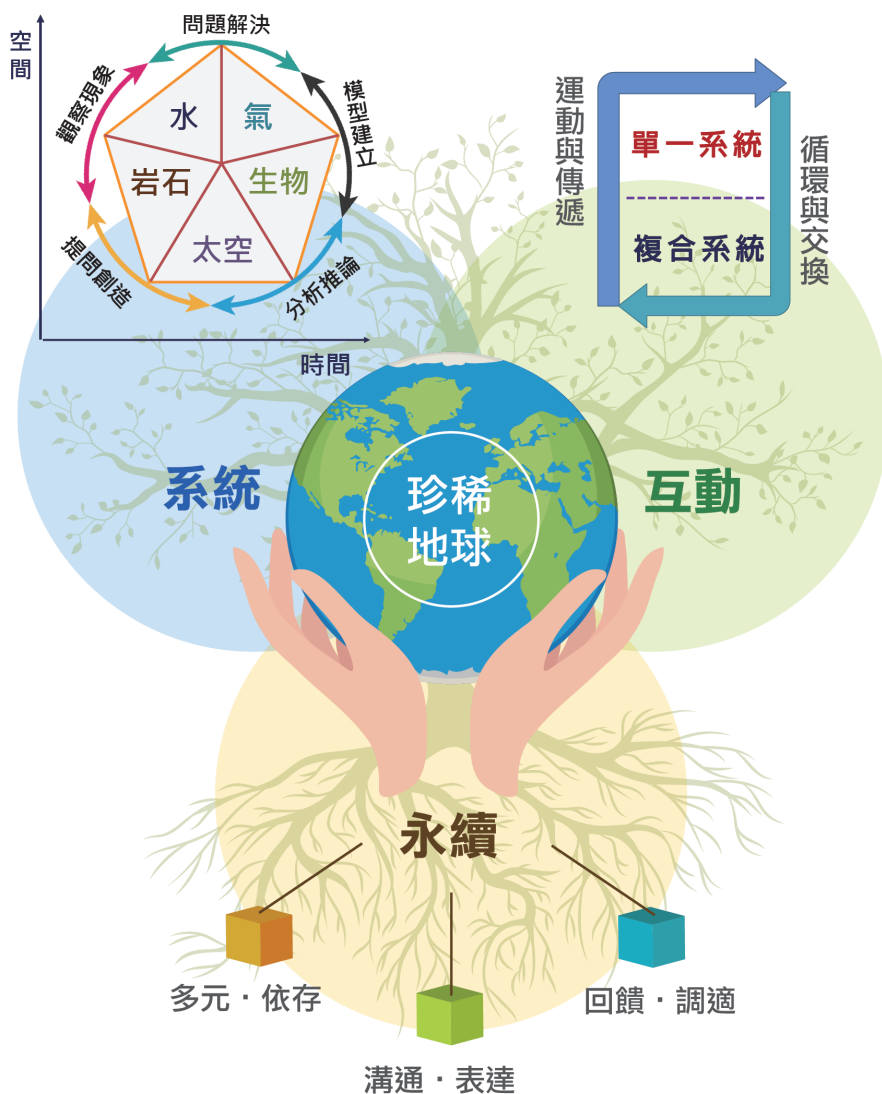 空間
問題解決
觀察現象
模型建立
水
氣
岩石
生物
太空
提問創造
分析推論
時間
運動與傳遞
單一系統
複合系統
循環與交換
系統
互動
珍稀
地球
永續
多元・依存
回饋・調適
溝通・表達